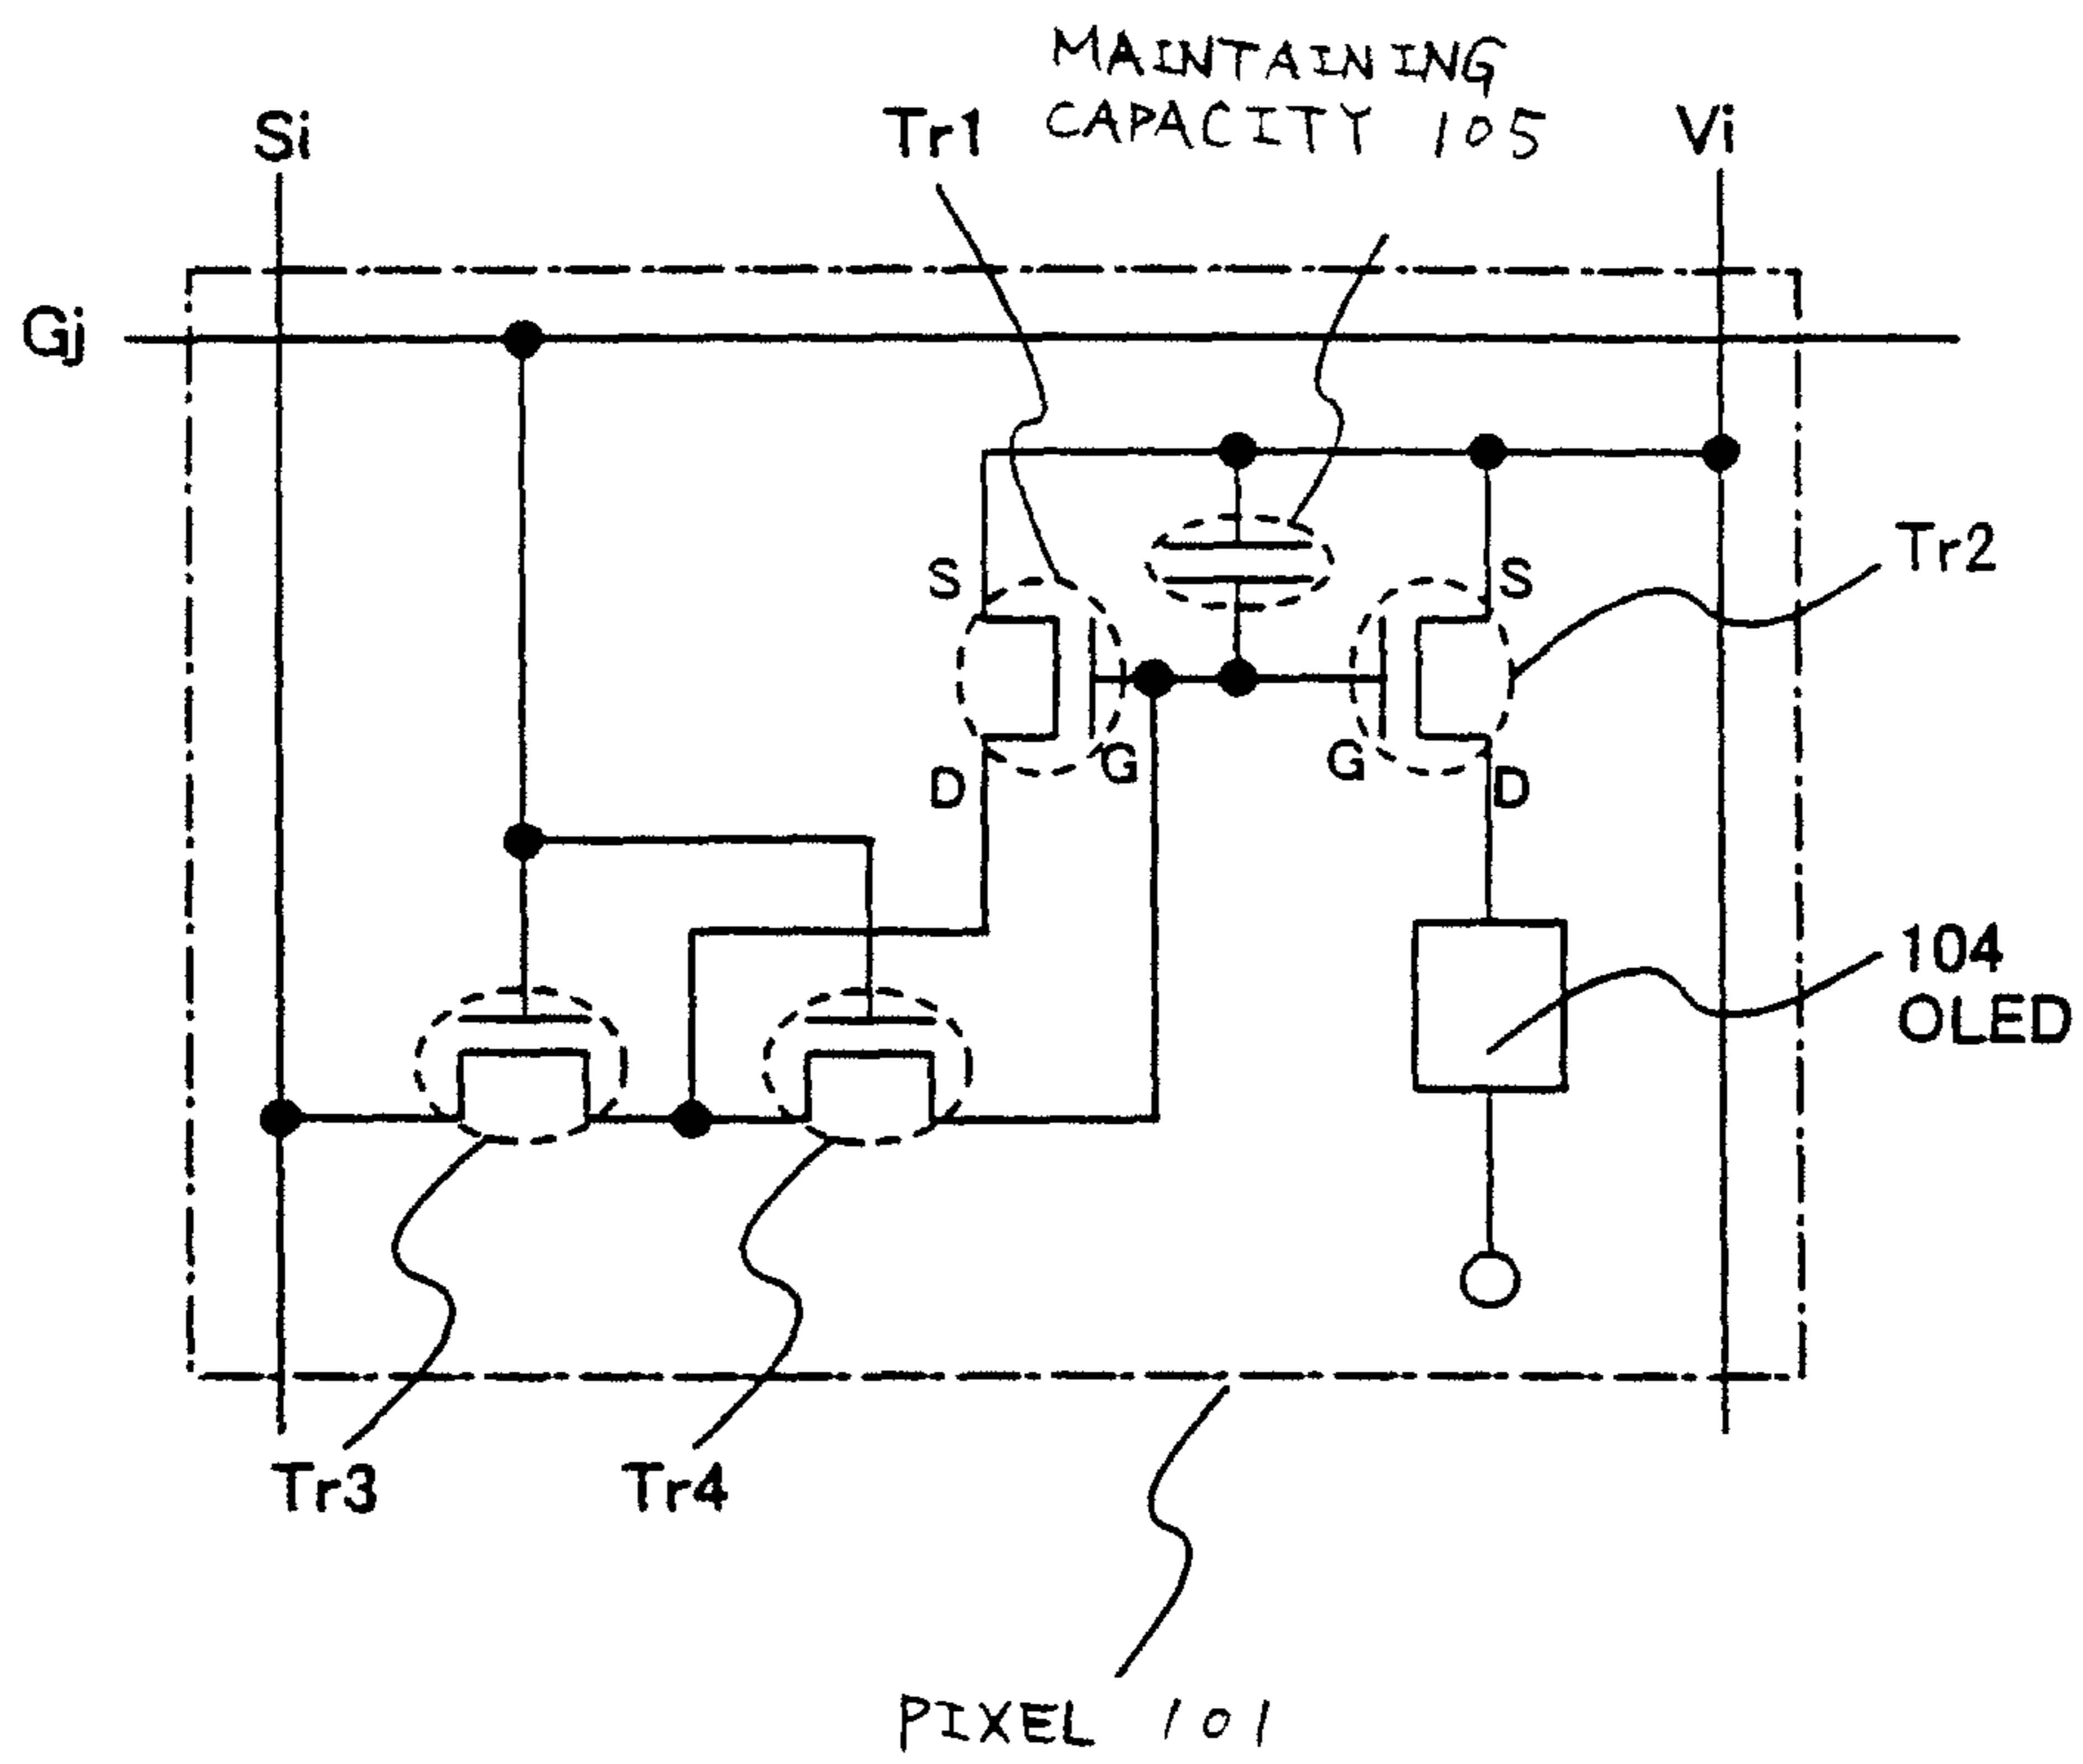 MAINTAINING
CAPACITY 105
Si
Tr1
Vi
Gj
S
S
Tr2
G
G
D
D
104
OLED
Tr3
Tr4
PIXEL 101